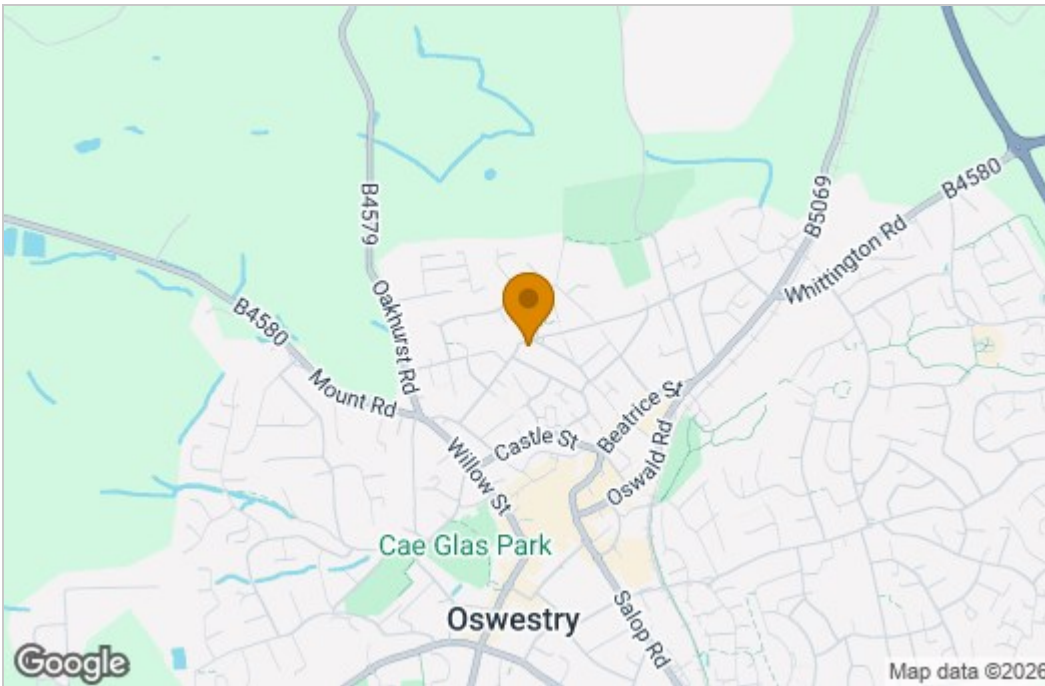 B4579
B5069
B4580
Whittington Rd
B4580
Oakhurst Rd
Mount Rd
Beatrice St
Castle St
Willow St
Oswald Rd
Cae Glas Park
Salop Rd
Oswestry
Google
Map data ©2026